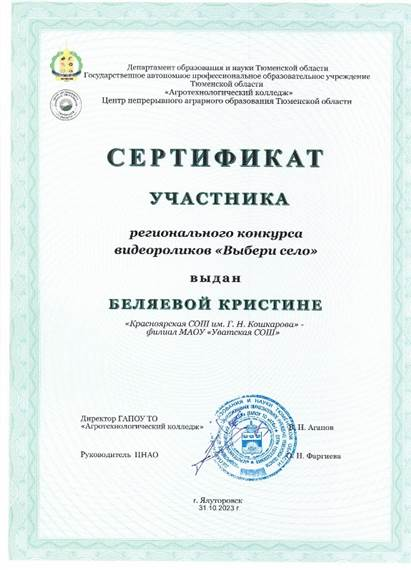 Департамент образования и науки Тюменской области
Государственное автономное профессиональное образовательное учреждение
Тюменской области
«Агротехнологический колледж»
Центр непрерывного аграрного образования Тюменской области
СЕРТИФИКАТ
УЧАСТНИКА
регионального конкурса
видеороликов «Выбери село»
выдан
БЕЛЯЕВОЙ КРИСТИНЕ
«Красноярская СОШ им. Г. Н. Кошкарова» -
филиал МАОУ «Уватская СОШ»
Директор ГАПОУ ТО
«Агротехнологический колледж»
В. Н. Агапов
Руководитель ЦНАО
Н. Фаргиева
г. Ялуторовск
31.10.2023 г.